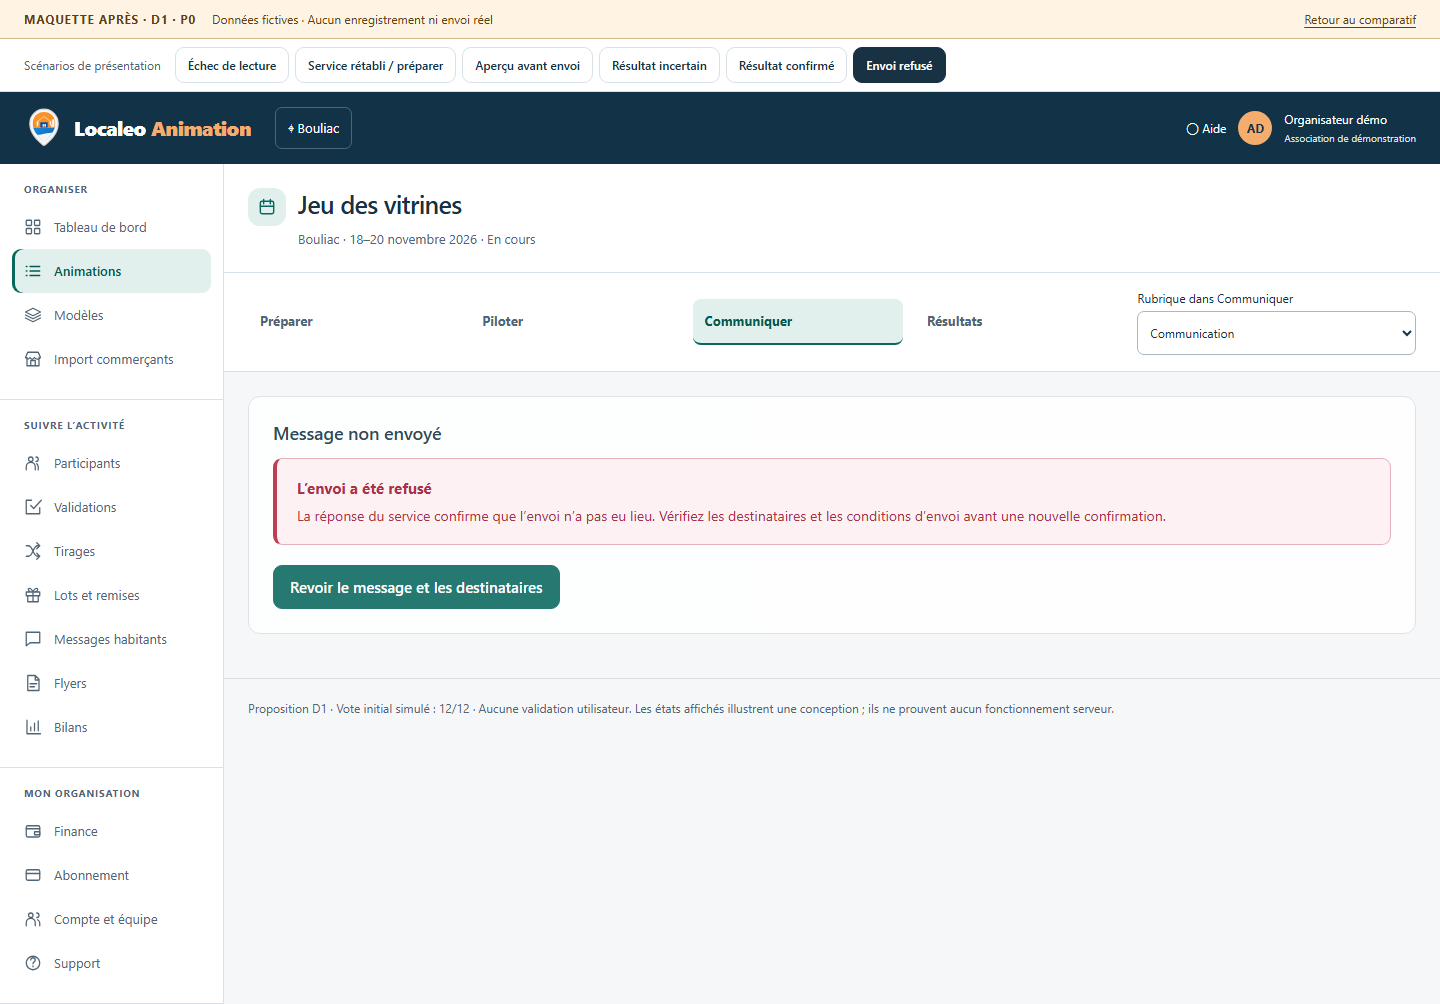 MAQUETTE APRÈS · D1 · P0 Données fictives · Aucun enregistrement ni envoi réel Retour au comparatif
Scénarios de présentation Échec de lecture Service rétabli / préparer Aperçu avant envoi Résultat incertain Résultat confirmé Envoi refusé
Localeo Animation Bouliac Aide AD Organisateur démo
Association de démonstration
ORGANISER
Tableau de bord
Animations
Modèles
Import commerçants
SUIVRE L’ACTIVITÉ
Participants
Validations
Tirages
Lots et remises
Messages habitants
Flyers
Bilans
MON ORGANISATION
Finance
Abonnement
Compte et équipe
Support
Jeu des vitrines
Bouliac · 18–20 novembre 2026 · En cours
Préparer Piloter Communiquer Résultats
Rubrique dans Communiquer
Communication
Message non envoyé
L’envoi a été refusé
La réponse du service confirme que l’envoi n’a pas eu lieu. Vérifiez les destinataires et les conditions d’envoi avant une nouvelle confirmation.
Revoir le message et les destinataires
Proposition D1 · Vote initial simulé : 12/12 · Aucune validation utilisateur. Les états affichés illustrent une conception ; ils ne prouvent aucun fonctionnement serveur.